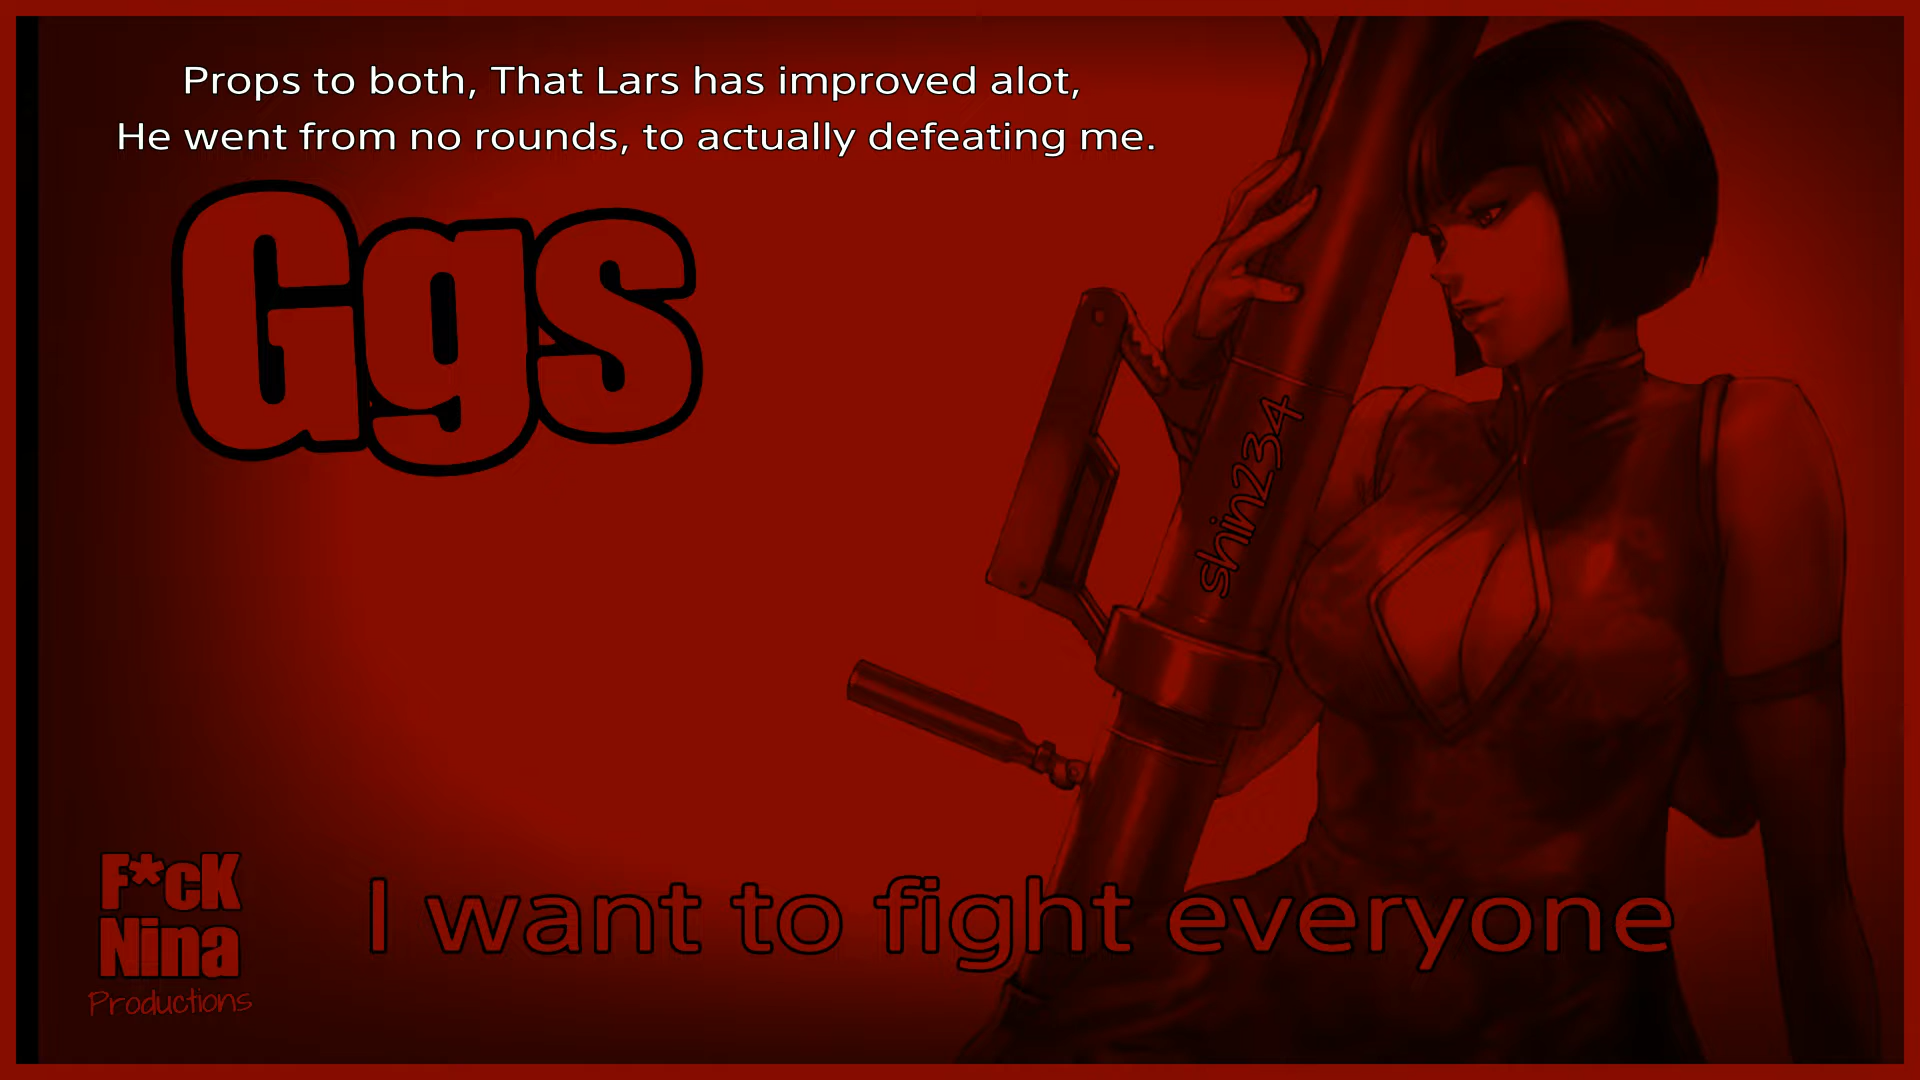 Props to both, That Lars has improved alot,
He went from no rounds, to actually defeating me.
Ggs
shin234
F*cK
Nina
Productions
I want to fight everyone